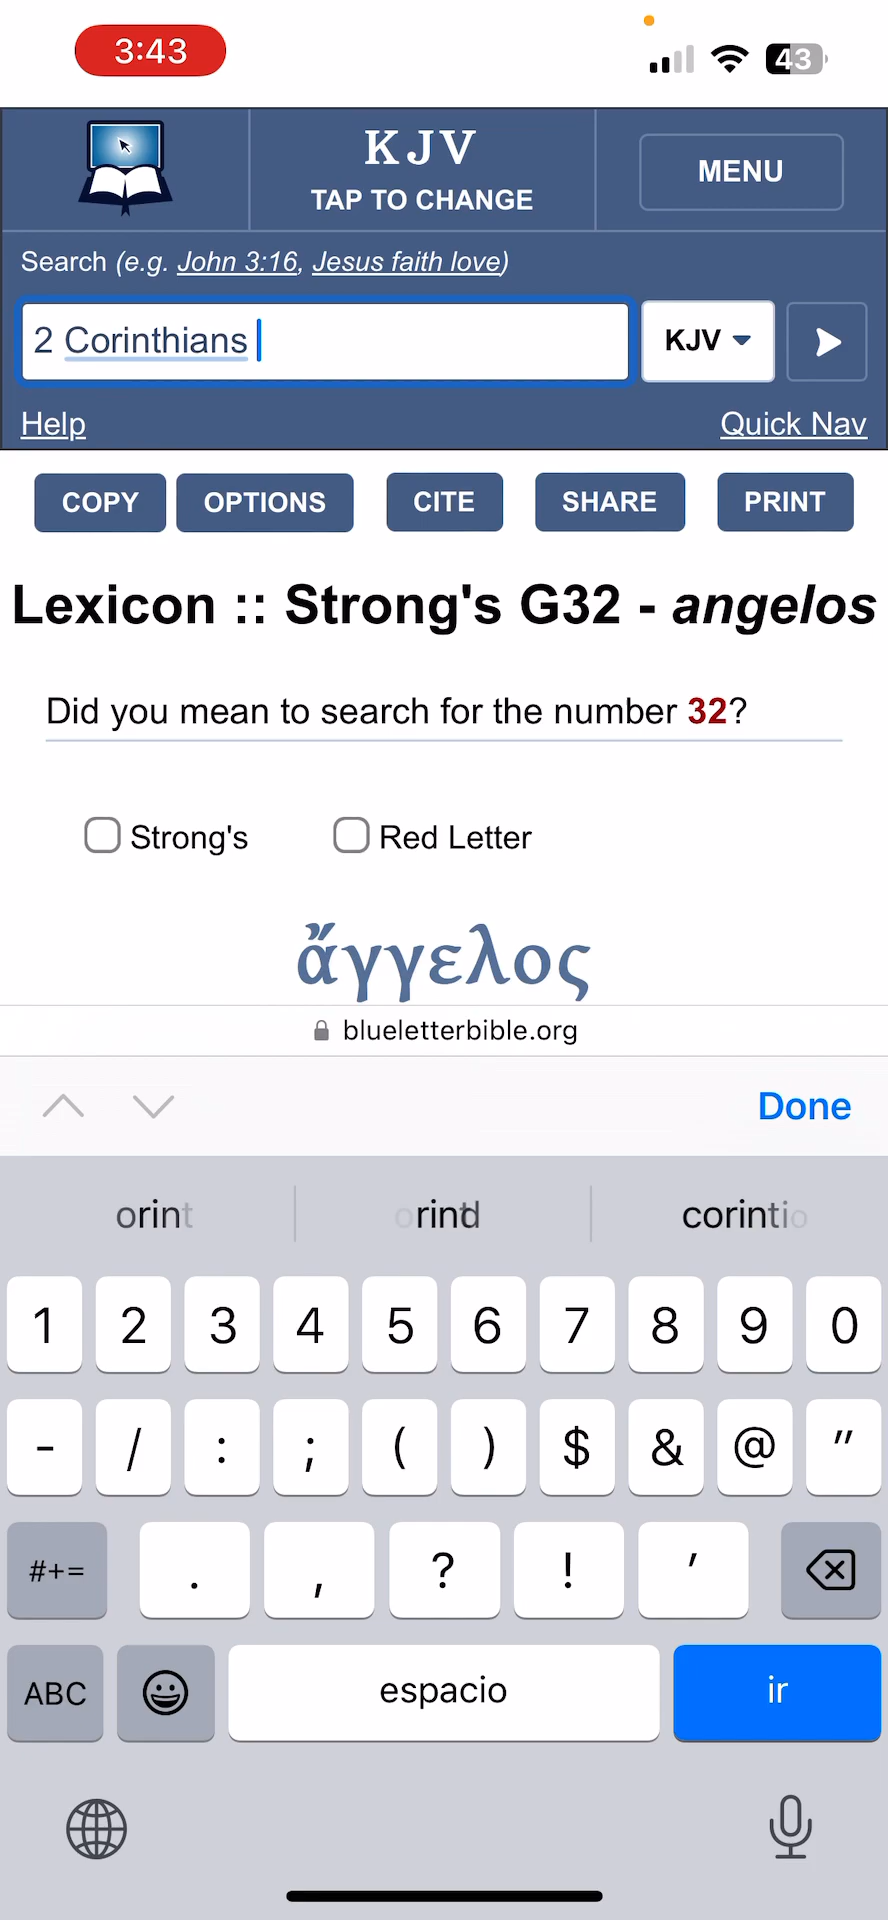 3:43
43
KJV
TAP TO CHANGE
MENU
Search (e.g. John 3:16, Jesus faith love)
2 Corinthians
KJV
Help
Quick Nav
COPY
OPTIONS
CITE
SHARE
PRINT
Lexicon :: Strong's G32 - angelos
Did you mean to search for the number 32?
Strong's
Red Letter
ἄγγελος
blueletterbible.org
Done
orint
corintio
1 2 3 4 5 6 7 8 9 0
- / : ; ( ) $ & @ "
#+= . , ? ! '
ABC
espacio
ir